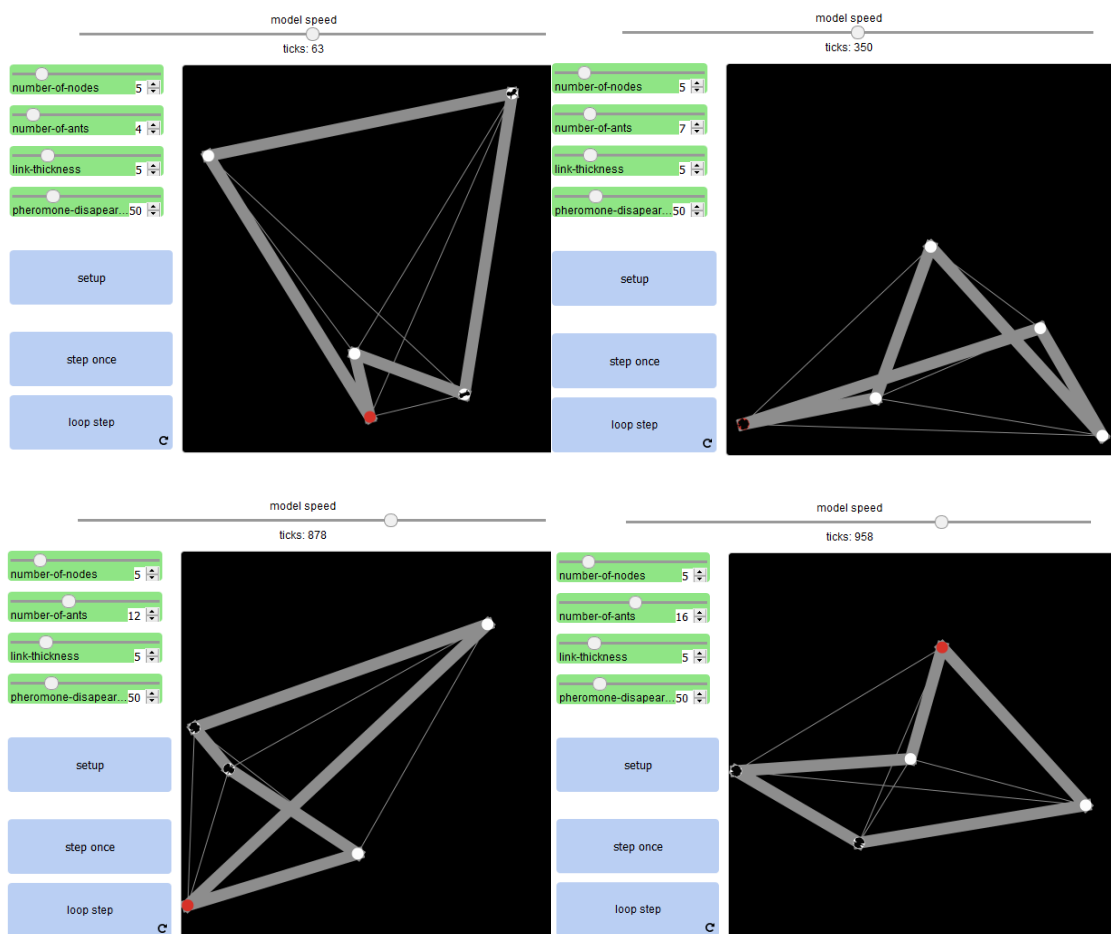 model speed
ticks: 63
number-of-nodes 5
number-of-ants 4
link-thickness 5
pheromone-disapear... 50
setup
step once
loop step
model speed
ticks: 350
number-of-nodes 5
number-of-ants 7
link-thickness 5
pheromone-disapear... 50
setup
step once
loop step
model speed
ticks: 878
number-of-nodes 5
number-of-ants 12
link-thickness 5
pheromone-disapear... 50
setup
step once
loop step
model speed
ticks: 958
number-of-nodes 5
number-of-ants 16
link-thickness 5
pheromone-disapear... 50
setup
step once
loop step